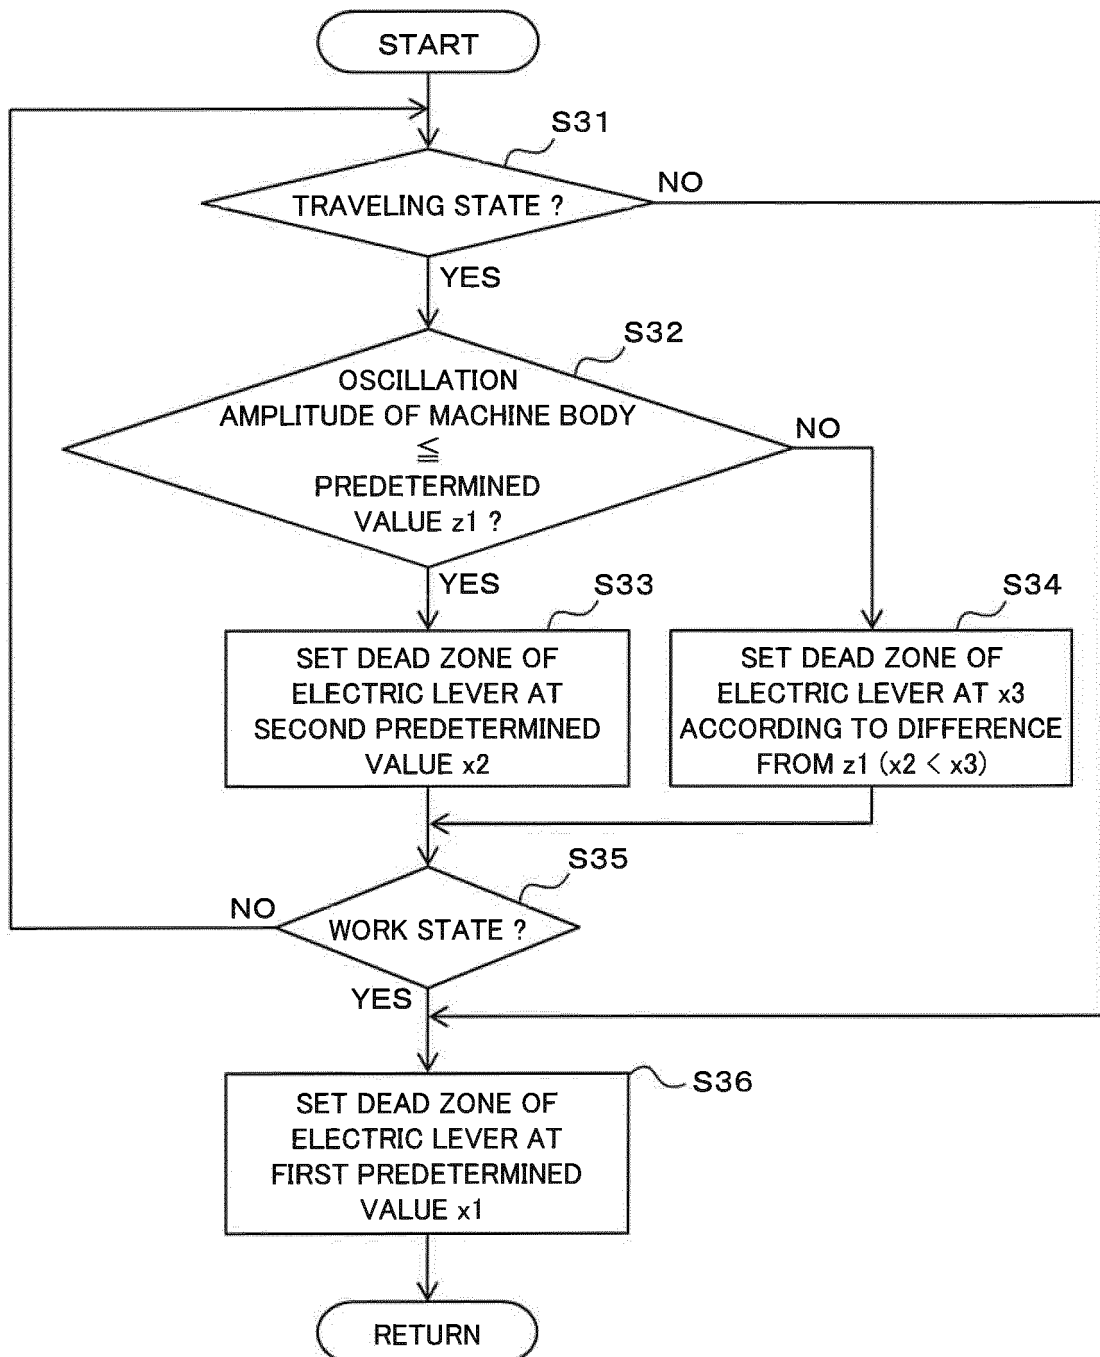 START
S31
TRAVELING STATE ?
NO
YES
S32
OSCILLATION
AMPLITUDE OF MACHINE BODY
≦
PREDETERMINED
VALUE z1 ?
NO
YES
S33
SET DEAD ZONE OF
ELECTRIC LEVER AT
SECOND PREDETERMINED
VALUE x2
S34
SET DEAD ZONE OF
ELECTRIC LEVER AT x3
ACCORDING TO DIFFERENCE
FROM z1 (x2 < x3)
S35
WORK STATE ?
NO
YES
S36
SET DEAD ZONE OF
ELECTRIC LEVER AT
FIRST PREDETERMINED
VALUE x1
RETURN